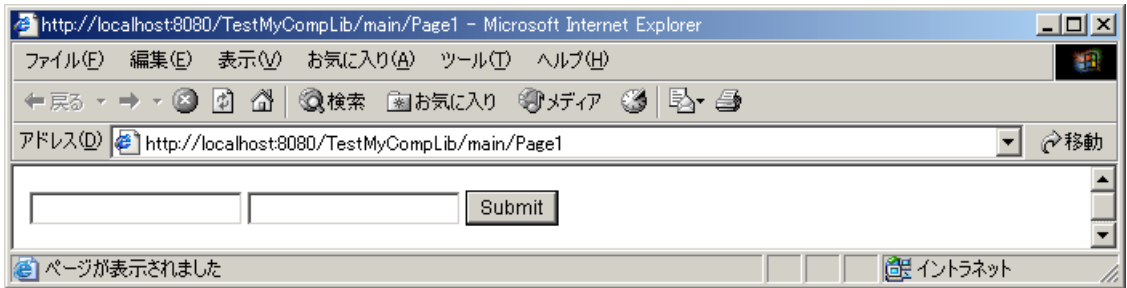 http://localhost:8080/TestMyCompLib/main/Page1 - Microsoft Internet Explorer
ファイル(F) 編集(E) 表示(V) お気に入り(A) ツール(T) ヘルプ(H)
戻る 検索 お気に入り メディア
アドレス(D) http://localhost:8080/TestMyCompLib/main/Page1 移動
Submit
ページが表示されました イントラネット